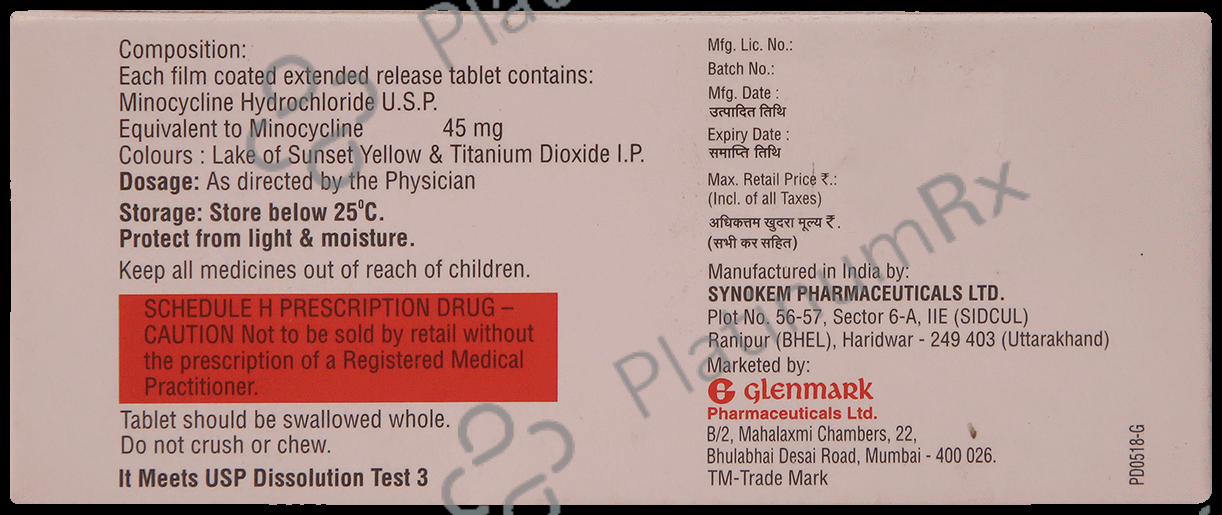 Composition:
Each film coated extended release tablet contains:
Minocycline Hydrochloride U.S.P.
Equivalent to Minocycline 45 mg
Colours : Lake of Sunset Yellow & Titanium Dioxide I.P.
Dosage: As directed by the Physician
Storage: Store below 25⁰C.
Protect from light & moisture.
Keep all medicines out of reach of children.
SCHEDULE H PRESCRIPTION DRUG –
CAUTION Not to be sold by retail without
the prescription of a Registered Medical
Practitioner.
Tablet should be swallowed whole.
Do not crush or chew.
It Meets USP Dissolution Test 3
Mfg. Lic. No.:
Batch No.:
Mfg. Date :
उत्पादित तिथि
Expiry Date :
समाप्ति तिथि
Max. Retail Price ₹.:
(Incl. of all Taxes)
अधिकत्तम खुदरा मूल्य ₹.
(सभी कर सहित)
Manufactured in India by:
SYNOKEM PHARMACEUTICALS LTD.
Plot No. 56-57, Sector 6-A, IIE (SIDCUL)
Ranipur (BHEL), Haridwar - 249 403 (Uttarakhand)
Marketed by:
glenmark
Pharmaceuticals Ltd.
B/2, Mahalaxmi Chambers, 22,
Bhulabhai Desai Road, Mumbai - 400 026.
TM-Trade Mark
PD0518-G
PlatinumRx